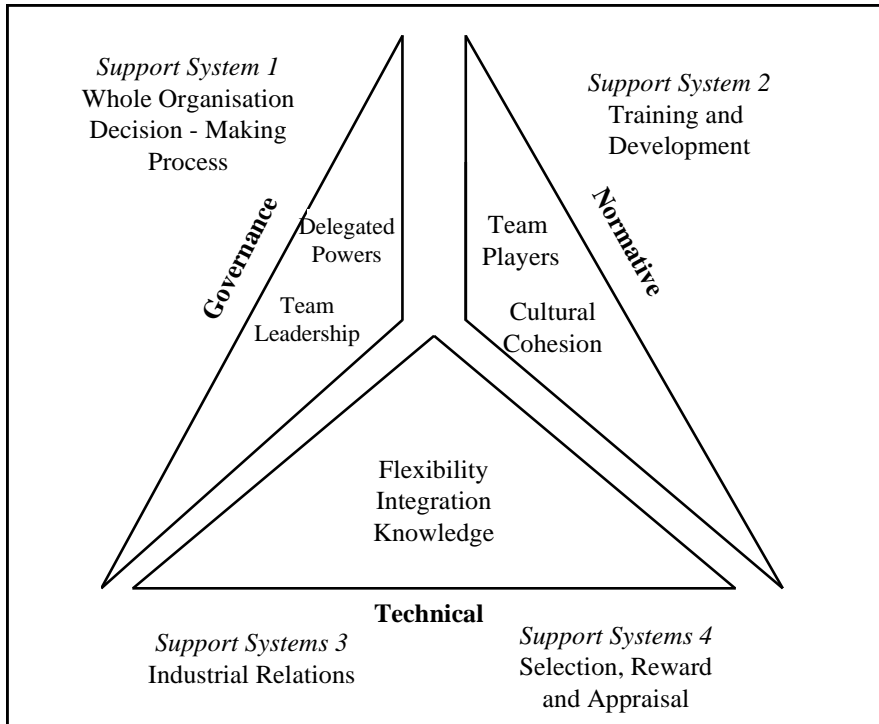 Support System 1
Whole Organisation
Decision - Making
Process
Support System 2
Training and
Development
Governance
Delegated
Powers
Team
Leadership
Team
Players
Cultural
Cohesion
Normative
Flexibility
Integration
Knowledge
Technical
Support Systems 3
Industrial Relations
Support Systems 4
Selection, Reward
and Appraisal